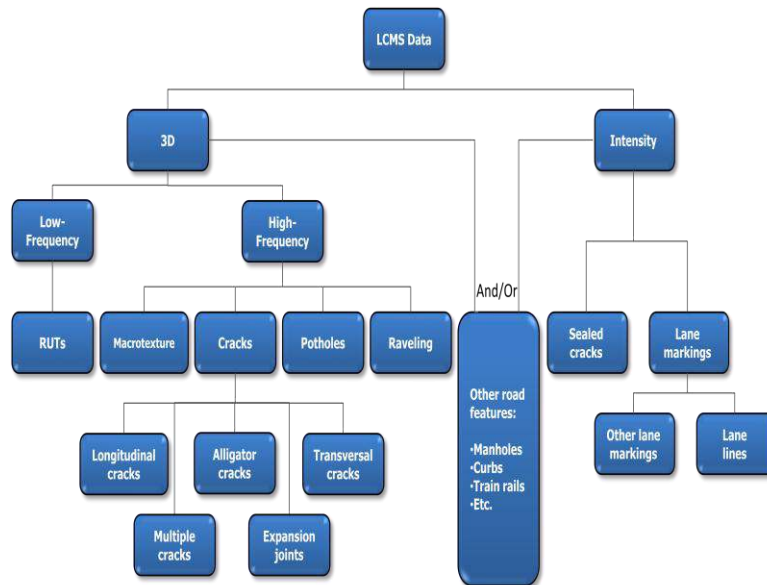 LCMS Data
3D
Intensity
Low-
Frequency
High-
Frequency
And/Or
RUTs
Macrotexture
Cracks
Potholes
Raveling
Sealed
cracks
Lane
markings
Other road
features:
•Manholes
•Curbs
•Train rails
•Etc.
Longitudinal
cracks
Alligator
cracks
Transversal
cracks
Other lane
markings
Lane
lines
Multiple
cracks
Expansion
joints